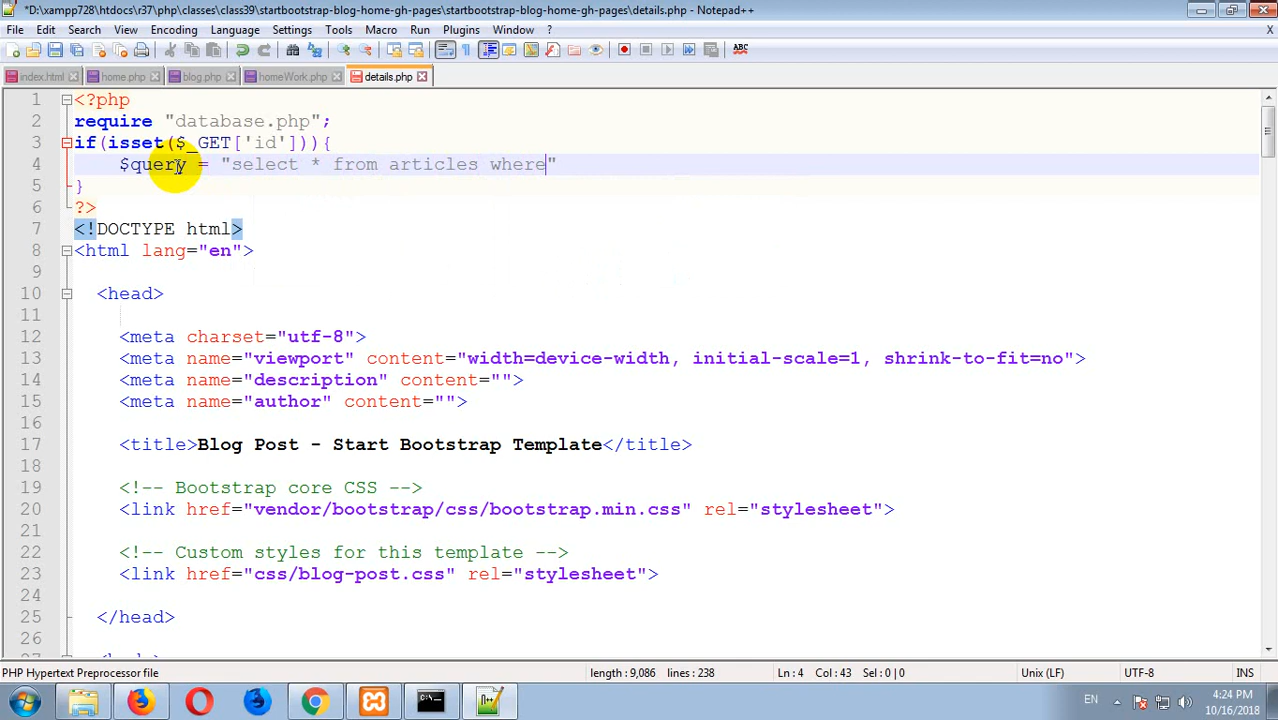 *D:\xampp728\htdocs\r37\php\classes\class39\startbootstrap-blog-home-gh-pages\startbootstrap-blog-home-gh-pages\details.php - Notepad++
File Edit Search View Encoding Language Settings Tools Macro Run Plugins Window ? X
index.html home.php blog.php homeWork.php details.php
1 <?php
2 require "database.php";
3 if(isset($_GET['id'])){
4 $query = "select * from articles where"
5 }
6 ?>
7 <!DOCTYPE html>
8 <html lang="en">
9
10 <head>
11
12 <meta charset="utf-8">
13 <meta name="viewport" content="width=device-width, initial-scale=1, shrink-to-fit=no">
14 <meta name="description" content="">
15 <meta name="author" content="">
16
17 <title>Blog Post - Start Bootstrap Template</title>
18
19 <!-- Bootstrap core CSS -->
20 <link href="vendor/bootstrap/css/bootstrap.min.css" rel="stylesheet">
21
22 <!-- Custom styles for this template -->
23 <link href="css/blog-post.css" rel="stylesheet">
24
25 </head>
26
27 <body>
PHP Hypertext Preprocessor file length : 9,086 lines : 238 Ln : 4 Col : 43 Sel : 0 | 0 Unix (LF) UTF-8 INS
EN 4:24 PM
10/16/2018